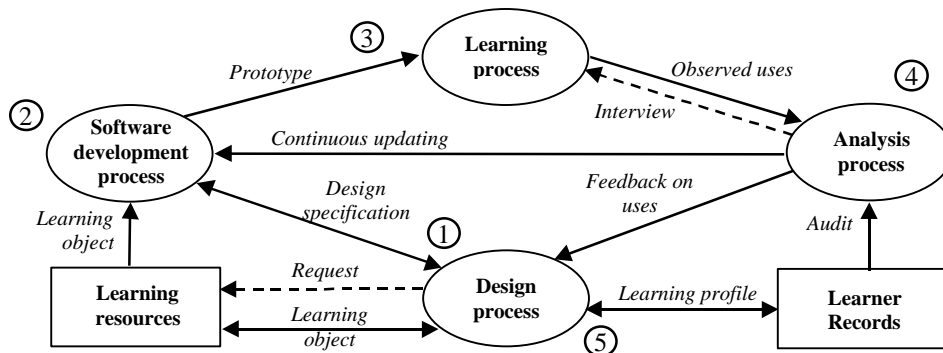 3
Learning
process
Prototype
Observed uses
4
Interview
2
Software
development
process
Continuous updating
Analysis
process
Design
specification
Feedback on
uses
Learning
object
1
Audit
Request
Learning
resources
Design
process
Learning profile
Learner
Records
Learning
object
5